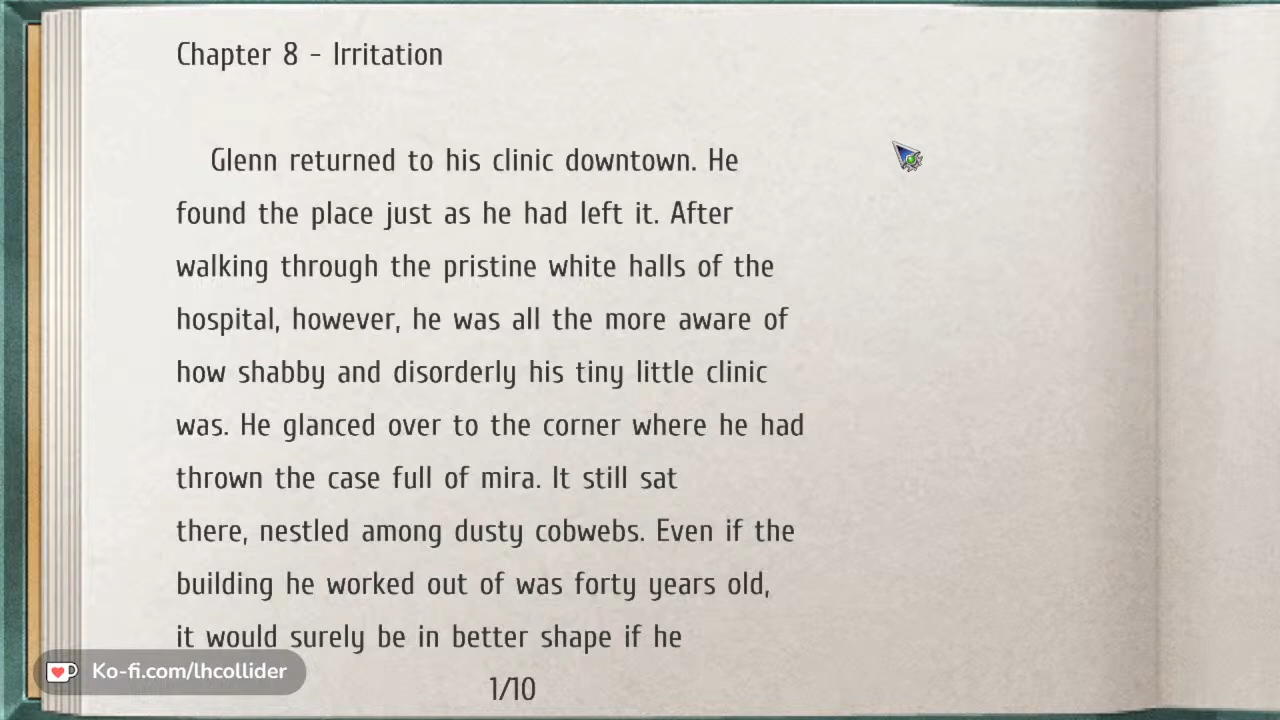 Chapter 8 - Irritation
Glenn returned to his clinic downtown. He
found the place just as he had left it. After
walking through the pristine white halls of the
hospital, however, he was all the more aware of
how shabby and disorderly his tiny little clinic
was. He glanced over to the corner where he had
thrown the case full of mira. It still sat
there, nestled among dusty cobwebs. Even if the
building he worked out of was forty years old,
it would surely be in better shape if he
Ko-fi.com/lhcollider
1/10